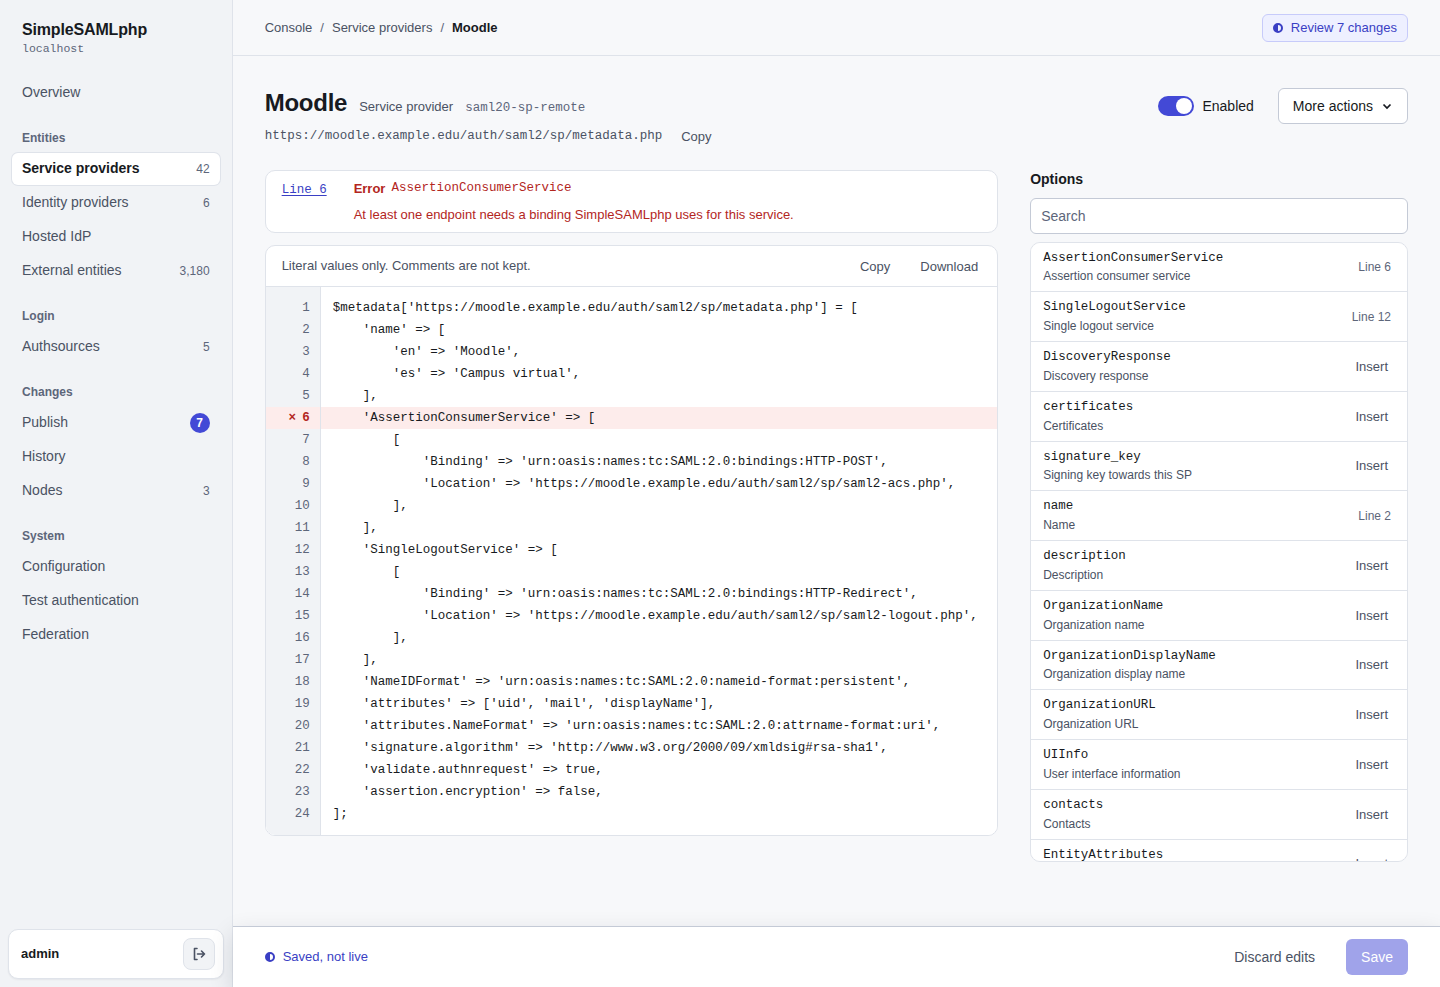 SimpleSAMLphp
localhost
Overview
Entities
Service providers 42
Identity providers 6
Hosted IdP
External entities 3,180
Login
Authsources 5
Changes
Publish 7
History
Nodes 3
System
Configuration
Test authentication
Federation
admin
Console / Service providers / Moodle
Review 7 changes
Moodle Service provider saml20-sp-remote
Enabled
More actions
https://moodle.example.edu/auth/saml2/sp/metadata.php Copy
Line 6 Error AssertionConsumerService
At least one endpoint needs a binding SimpleSAMLphp uses for this service.
Literal values only. Comments are not kept. Copy Download
1 $metadata['https://moodle.example.edu/auth/saml2/sp/metadata.php'] = [
2     'name' => [
3         'en' => 'Moodle',
4         'es' => 'Campus virtual',
5     ],
× 6     'AssertionConsumerService' => [
7         [
8             'Binding' => 'urn:oasis:names:tc:SAML:2.0:bindings:HTTP-POST',
9             'Location' => 'https://moodle.example.edu/auth/saml2/sp/saml2-acs.php',
10         ],
11     ],
12     'SingleLogoutService' => [
13         [
14             'Binding' => 'urn:oasis:names:tc:SAML:2.0:bindings:HTTP-Redirect',
15             'Location' => 'https://moodle.example.edu/auth/saml2/sp/saml2-logout.php',
16         ],
17     ],
18     'NameIDFormat' => 'urn:oasis:names:tc:SAML:2.0:nameid-format:persistent',
19     'attributes' => ['uid', 'mail', 'displayName'],
20     'attributes.NameFormat' => 'urn:oasis:names:tc:SAML:2.0:attrname-format:uri',
21     'signature.algorithm' => 'http://www.w3.org/2000/09/xmldsig#rsa-sha1',
22     'validate.authnrequest' => true,
23     'assertion.encryption' => false,
24 ];
Options
Search
AssertionConsumerService
Assertion consumer service
Line 6
SingleLogoutService
Single logout service
Line 12
DiscoveryResponse
Discovery response
Insert
certificates
Certificates
Insert
signature_key
Signing key towards this SP
Insert
name
Name
Line 2
description
Description
Insert
OrganizationName
Organization name
Insert
OrganizationDisplayName
Organization display name
Insert
OrganizationURL
Organization URL
Insert
UIInfo
User interface information
Insert
contacts
Contacts
Insert
EntityAttributes
Saved, not live
Discard edits
Save